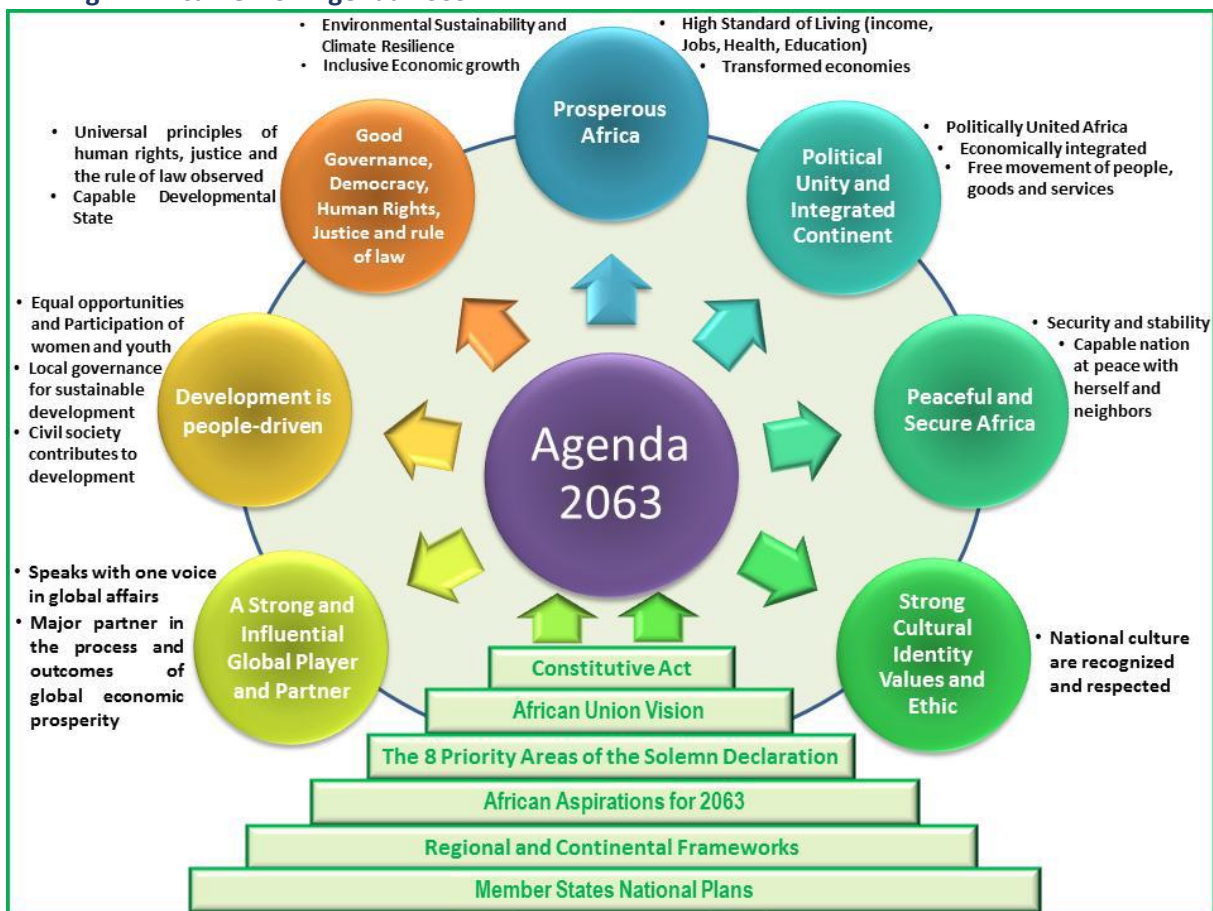 • Environmental Sustainability and
Climate Resilience
• Inclusive Economic growth
• High Standard of Living (income,
Jobs, Health, Education)
• Transformed economies
Prosperous
Africa
• Universal principles of
human rights, justice and
the rule of law observed
• Capable Developmental
State
Good
Governance,
Democracy,
Human Rights,
Justice and rule
of law
Political
Unity and
Integrated
Continent
• Politically United Africa
• Economically integrated
• Free movement of people,
goods and services
• Equal opportunities
and Participation of
women and youth
• Local governance
for sustainable
development
• Civil society
contributes to
development
Development is
people-driven
Agenda
2063
Peaceful and
Secure Africa
• Security and stability
• Capable nation
at peace with
herself and
neighbors
• Speaks with one voice
in global affairs
• Major partner in
the process and
outcomes of
global economic
prosperity
A Strong and
Influential
Global Player
and Partner
Strong
Cultural
Identity
Values and
Ethic
• National culture
are recognized
and respected
Constitutive Act
African Union Vision
The 8 Priority Areas of the Solemn Declaration
African Aspirations for 2063
Regional and Continental Frameworks
Member States National Plans